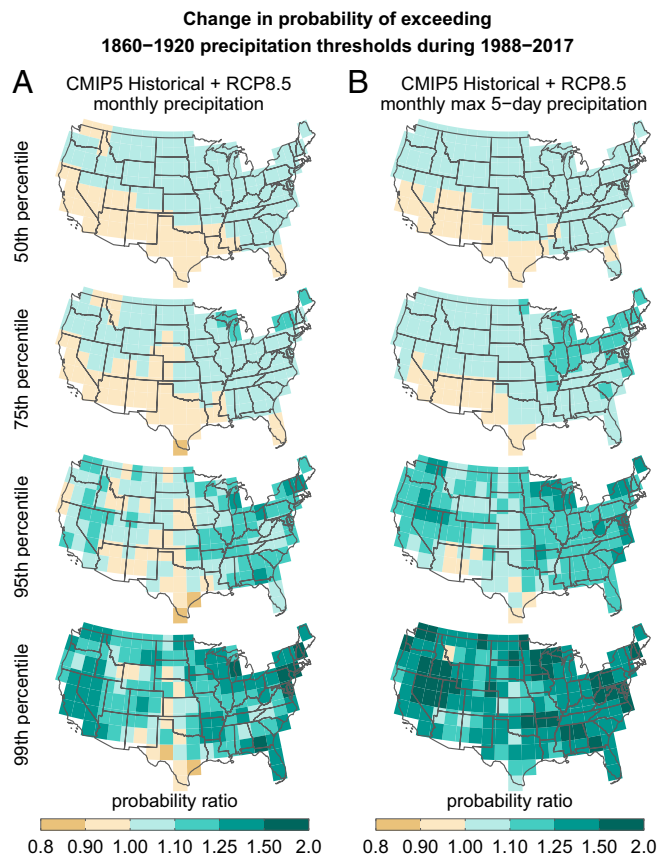 Change in probability of exceeding
1860−1920 precipitation thresholds during 1988−2017
A
CMIP5 Historical + RCP8.5
monthly precipitation
B
CMIP5 Historical + RCP8.5
monthly max 5−day precipitation
50th percentile
75th percentile
95th percentile
99th percentile
probability ratio
0.8 0.90 1.00 1.10 1.25 1.50 2.0
probability ratio
0.8 0.90 1.00 1.10 1.25 1.50 2.0